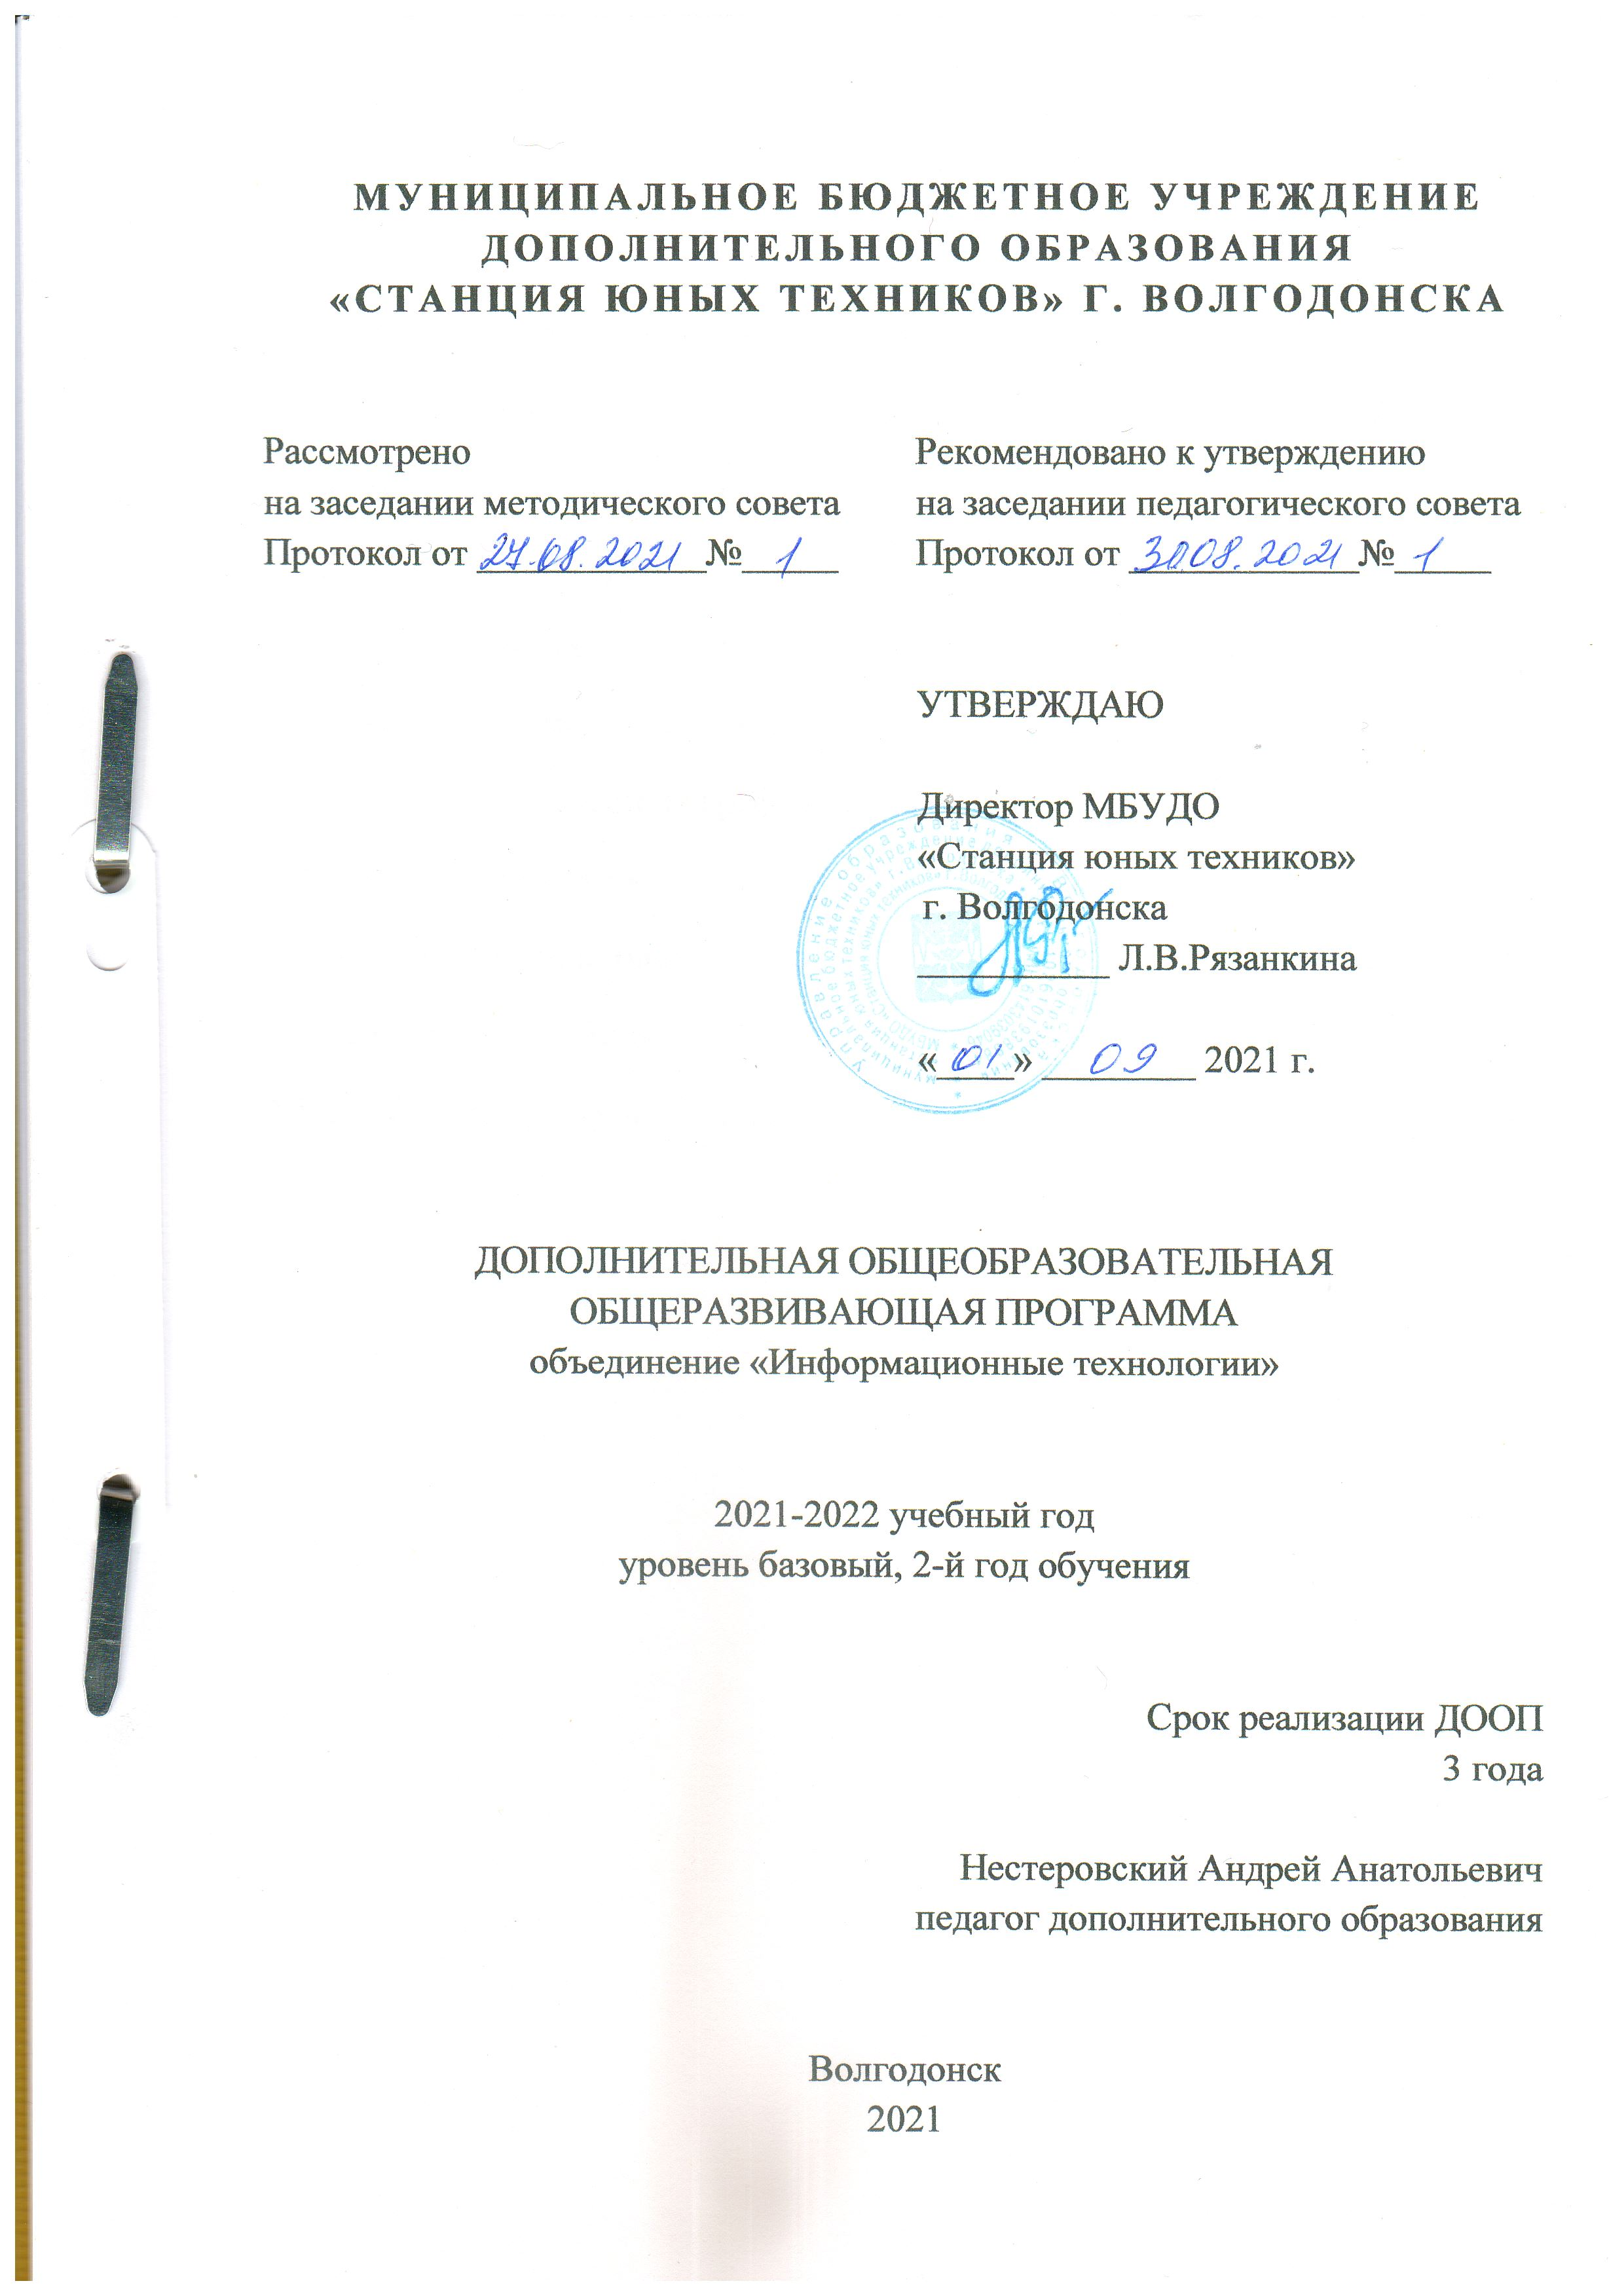 МУНИЦИПАЛЬНОЕ БЮДЖЕТНОЕ УЧРЕЖДЕНИЕ
ДОПОЛНИТЕЛЬНОГО ОБРАЗОВАНИЯ
«СТАНЦИЯ ЮНЫХ ТЕХНИКОВ» Г. ВОЛГОДОНСКА
Рассмотрено
на заседании методического совета
Протокол от 27.08.2021 № 1
Рекомендовано к утверждению
на заседании педагогического совета
Протокол от 31.08.2021 № 1
УТВЕРЖДАЮ
Директор МБУДО
«Станция юных техников»
г. Волгодонска
Л.В.Рязанкина
«01» 09 2021 г.
ДОПОЛНИТЕЛЬНАЯ ОБЩЕОБРАЗОВАТЕЛЬНАЯ
ОБЩЕРАЗВИВАЮЩАЯ ПРОГРАММА
объединение «Информационные технологии»
2021-2022 учебный год
уровень базовый, 2-й год обучения
Срок реализации ДООП
3 года
Нестеровский Андрей Анатольевич
педагог дополнительного образования
Волгодонск
2021